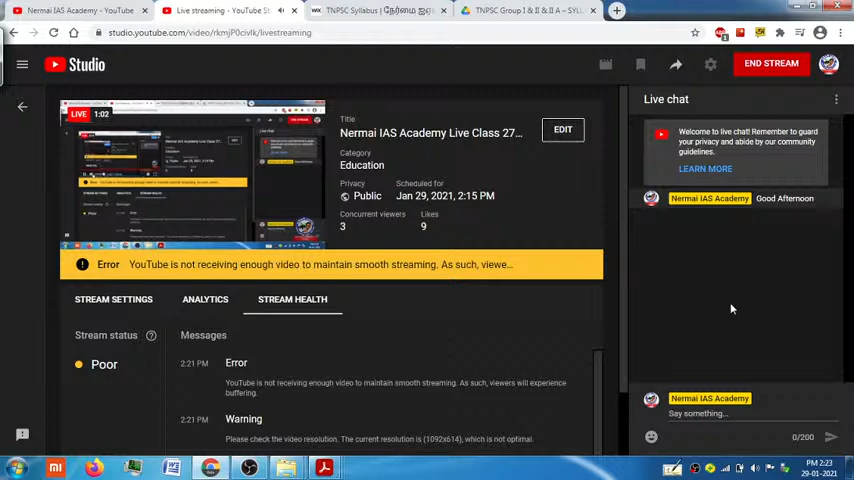 Nermai IAS Academy - YouTube
Live streaming - YouTube St
TNPSC Syllabus | நேர்மை ஐஏ
TNPSC Group I & II & II A – SYLL
studio.youtube.com/video/rkmjP0civlk/livestreaming
Studio
END STREAM
LIVE 1:02
Title
Nermai IAS Academy Live Class 27...
EDIT
Category
Education
Privacy
Public
Scheduled for
Jan 29, 2021, 2:15 PM
Concurrent viewers
3
Likes
9
Error YouTube is not receiving enough video to maintain smooth streaming. As such, viewe...
STREAM SETTINGS
ANALYTICS
STREAM HEALTH
Stream status
Poor
Messages
2:21 PM Error
YouTube is not receiving enough video to maintain smooth streaming. As such, viewers will experience
buffering.
2:21 PM Warning
Please check the video resolution. The current resolution is (1092x614), which is not optimal.
Live chat
Welcome to live chat! Remember to guard
your privacy and abide by our community
guidelines.
LEARN MORE
Nermai IAS Academy Good Afternoon
Nermai IAS Academy
Say something...
0/200
PM 2:23
29-01-2021